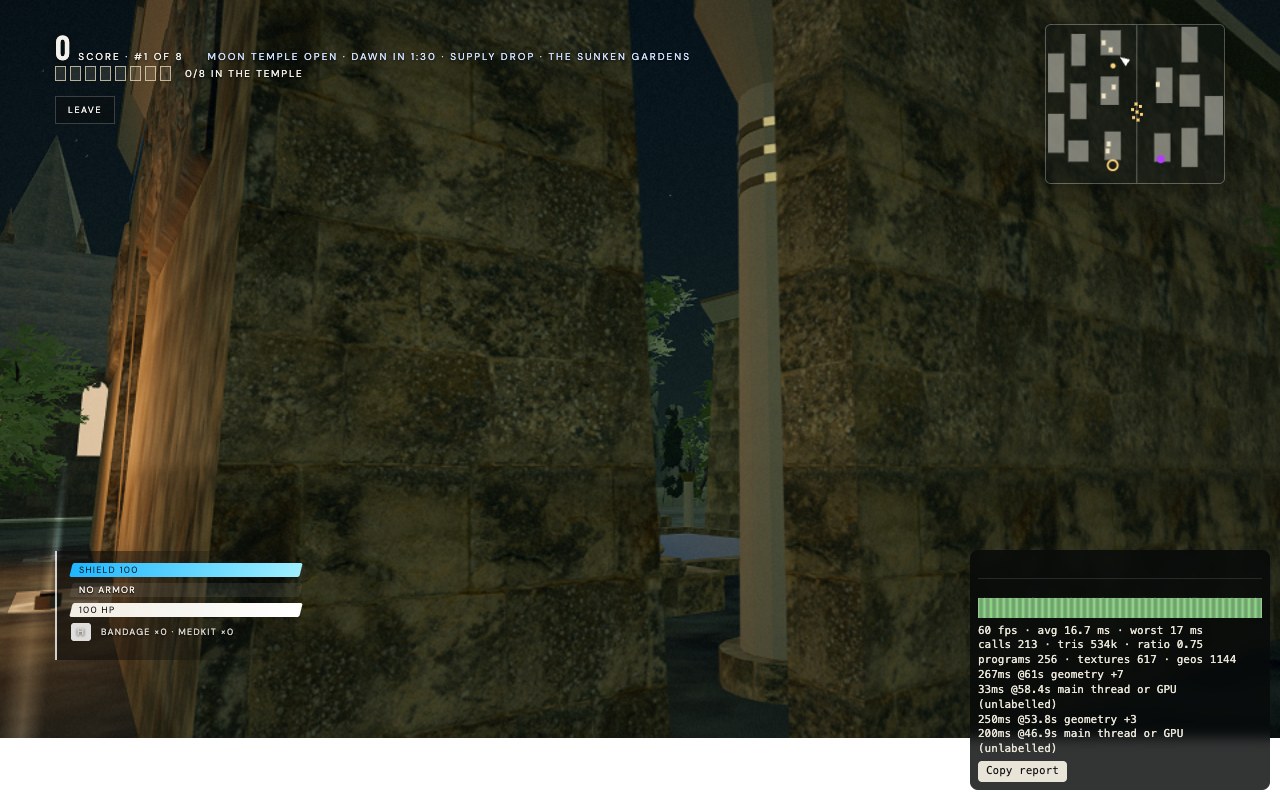 0 SCORE · #1 OF 8 MOON TEMPLE OPEN · DAWN IN 1:30 · SUPPLY DROP · THE SUNKEN GARDENS
0/8 IN THE TEMPLE
LEAVE
SHIELD 100
NO ARMOR
100 HP
BANDAGE ×0 · MEDKIT ×0
60 fps · avg 16.7 ms · worst 17 ms
calls 213 · tris 534k · ratio 0.75
programs 256 · textures 617 · geos 1144
267ms @61s geometry +7
33ms @58.4s main thread or GPU
(unlabelled)
250ms @53.8s geometry +3
200ms @46.9s main thread or GPU
(unlabelled)
Copy report